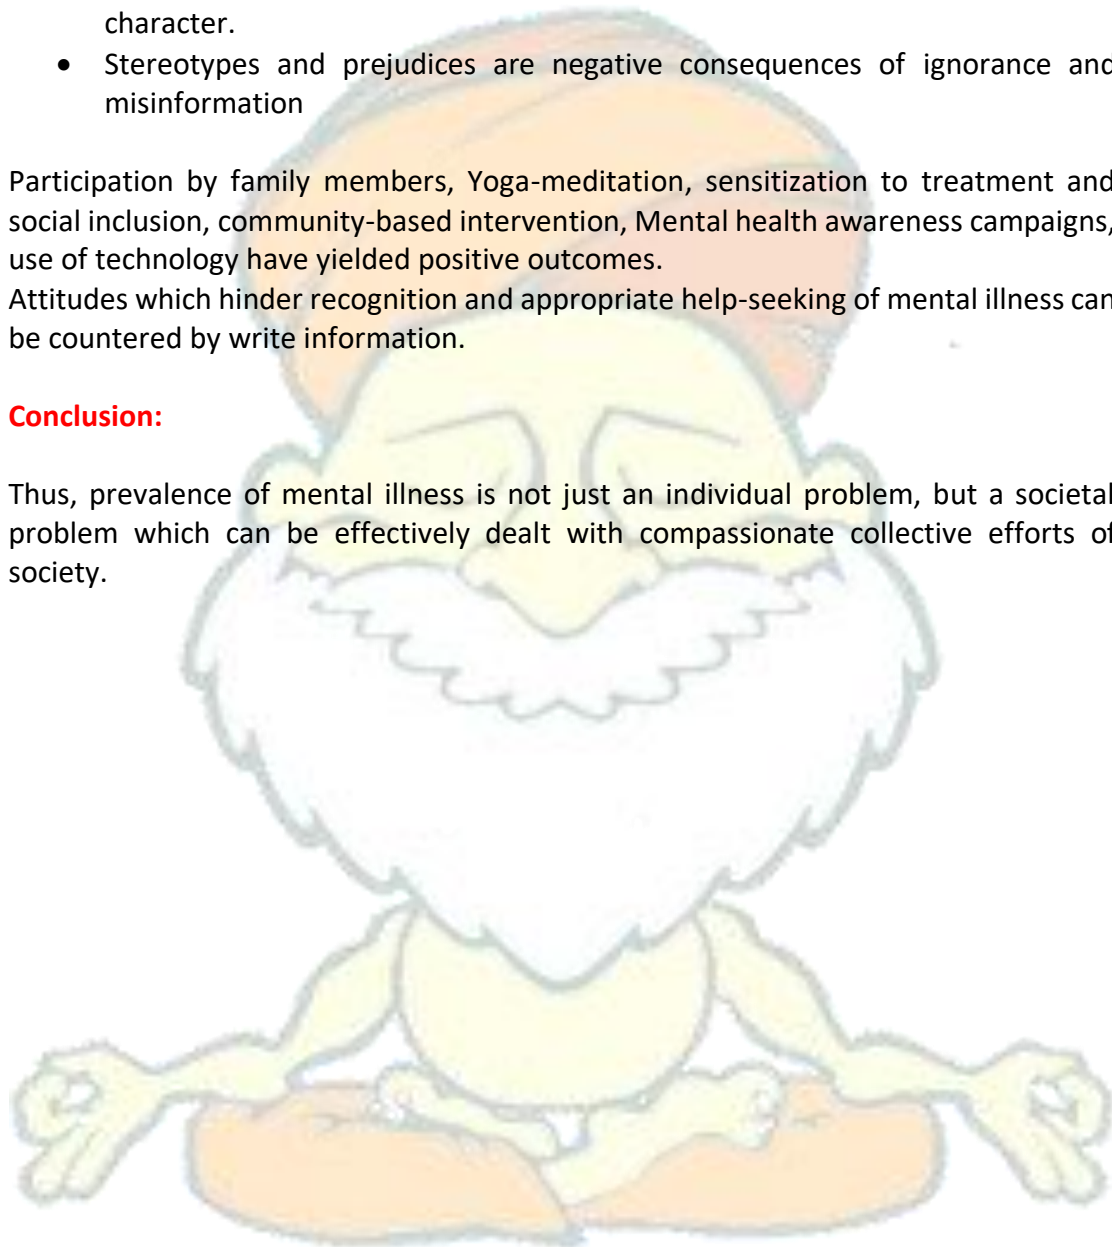 character.
• Stereotypes and prejudices are negative consequences of ignorance and
misinformation
Participation by family members, Yoga-meditation, sensitization to treatment and
social inclusion, community-based intervention, Mental health awareness campaigns,
use of technology have yielded positive outcomes.
Attitudes which hinder recognition and appropriate help-seeking of mental illness can
be countered by write information.
Conclusion:
Thus, prevalence of mental illness is not just an individual problem, but a societal
problem which can be effectively dealt with compassionate collective efforts of
society.